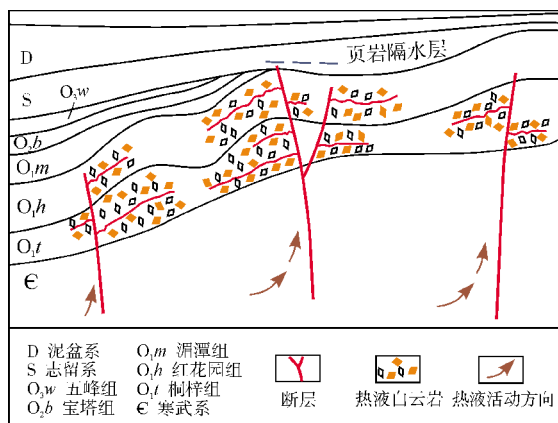 页岩隔水层
D
S
O₃w
O₂b
O₁m
O₁h
O₁t
Є
D 泥盆系
S 志留系
O₃w 五峰组
O₂b 宝塔组
O₁m 湄潭组
O₁h 红花园组
O₁t 桐梓组
Є 寒武系
断层
热液白云岩
热液活动方向